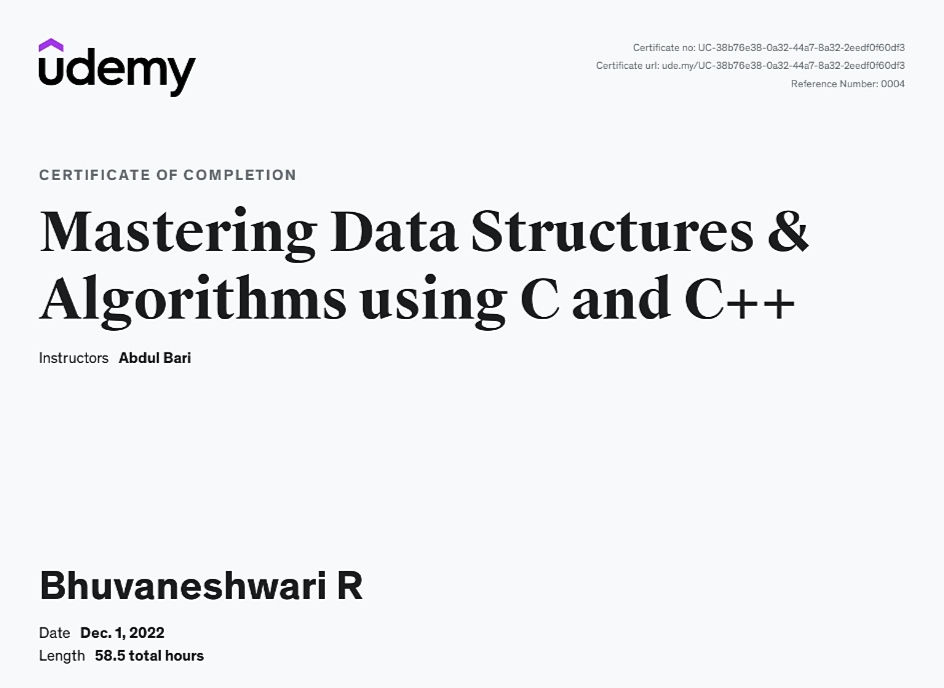 udemy
Certificate no: UC-38b76e38-0a32-44a7-8a32-2eedf0f60df3
Certificate url: ude.my/UC-38b76e38-0a32-44a7-8a32-2eedf0f60df3
Reference Number: 0004
CERTIFICATE OF COMPLETION
Mastering Data Structures &
Algorithms using C and C++
Instructors Abdul Bari
Bhuvaneshwari R
Date Dec. 1, 2022
Length 58.5 total hours